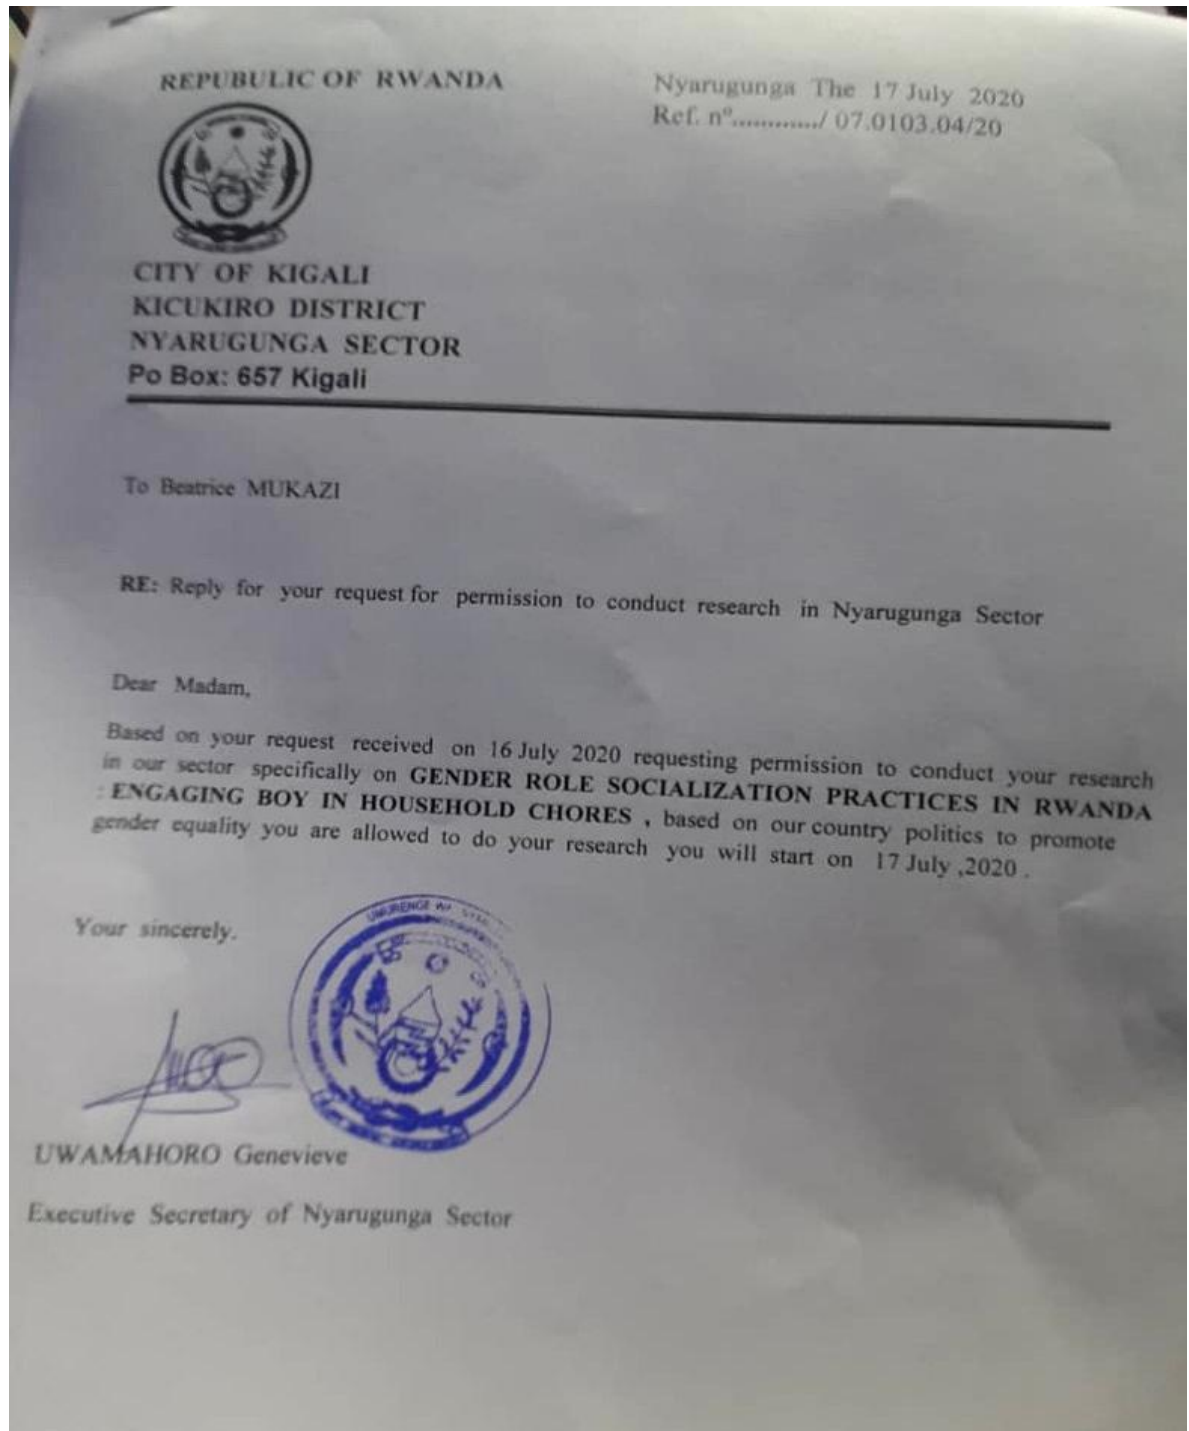 REPUBULIC OF RWANDA
Nyarugunga The 17 July 2020
Ref. nº............/ 07.0103.04/20
CITY OF KIGALI
KICUKIRO DISTRICT
NYARUGUNGA SECTOR
Po Box: 657 Kigali
To Beatrice MUKAZI
RE: Reply for your request for permission to conduct research in Nyarugunga Sector
Dear Madam,
Based on your request received on 16 July 2020 requesting permission to conduct your research
in our sector specifically on GENDER ROLE SOCIALIZATION PRACTICES IN RWANDA
: ENGAGING BOY IN HOUSEHOLD CHORES , based on our country politics to promote
gender equality you are allowed to do your research you will start on 17 July ,2020 .
Your sincerely.
UMURENGE
UWAMAHORO Genevieve
Executive Secretary of Nyarugunga Sector